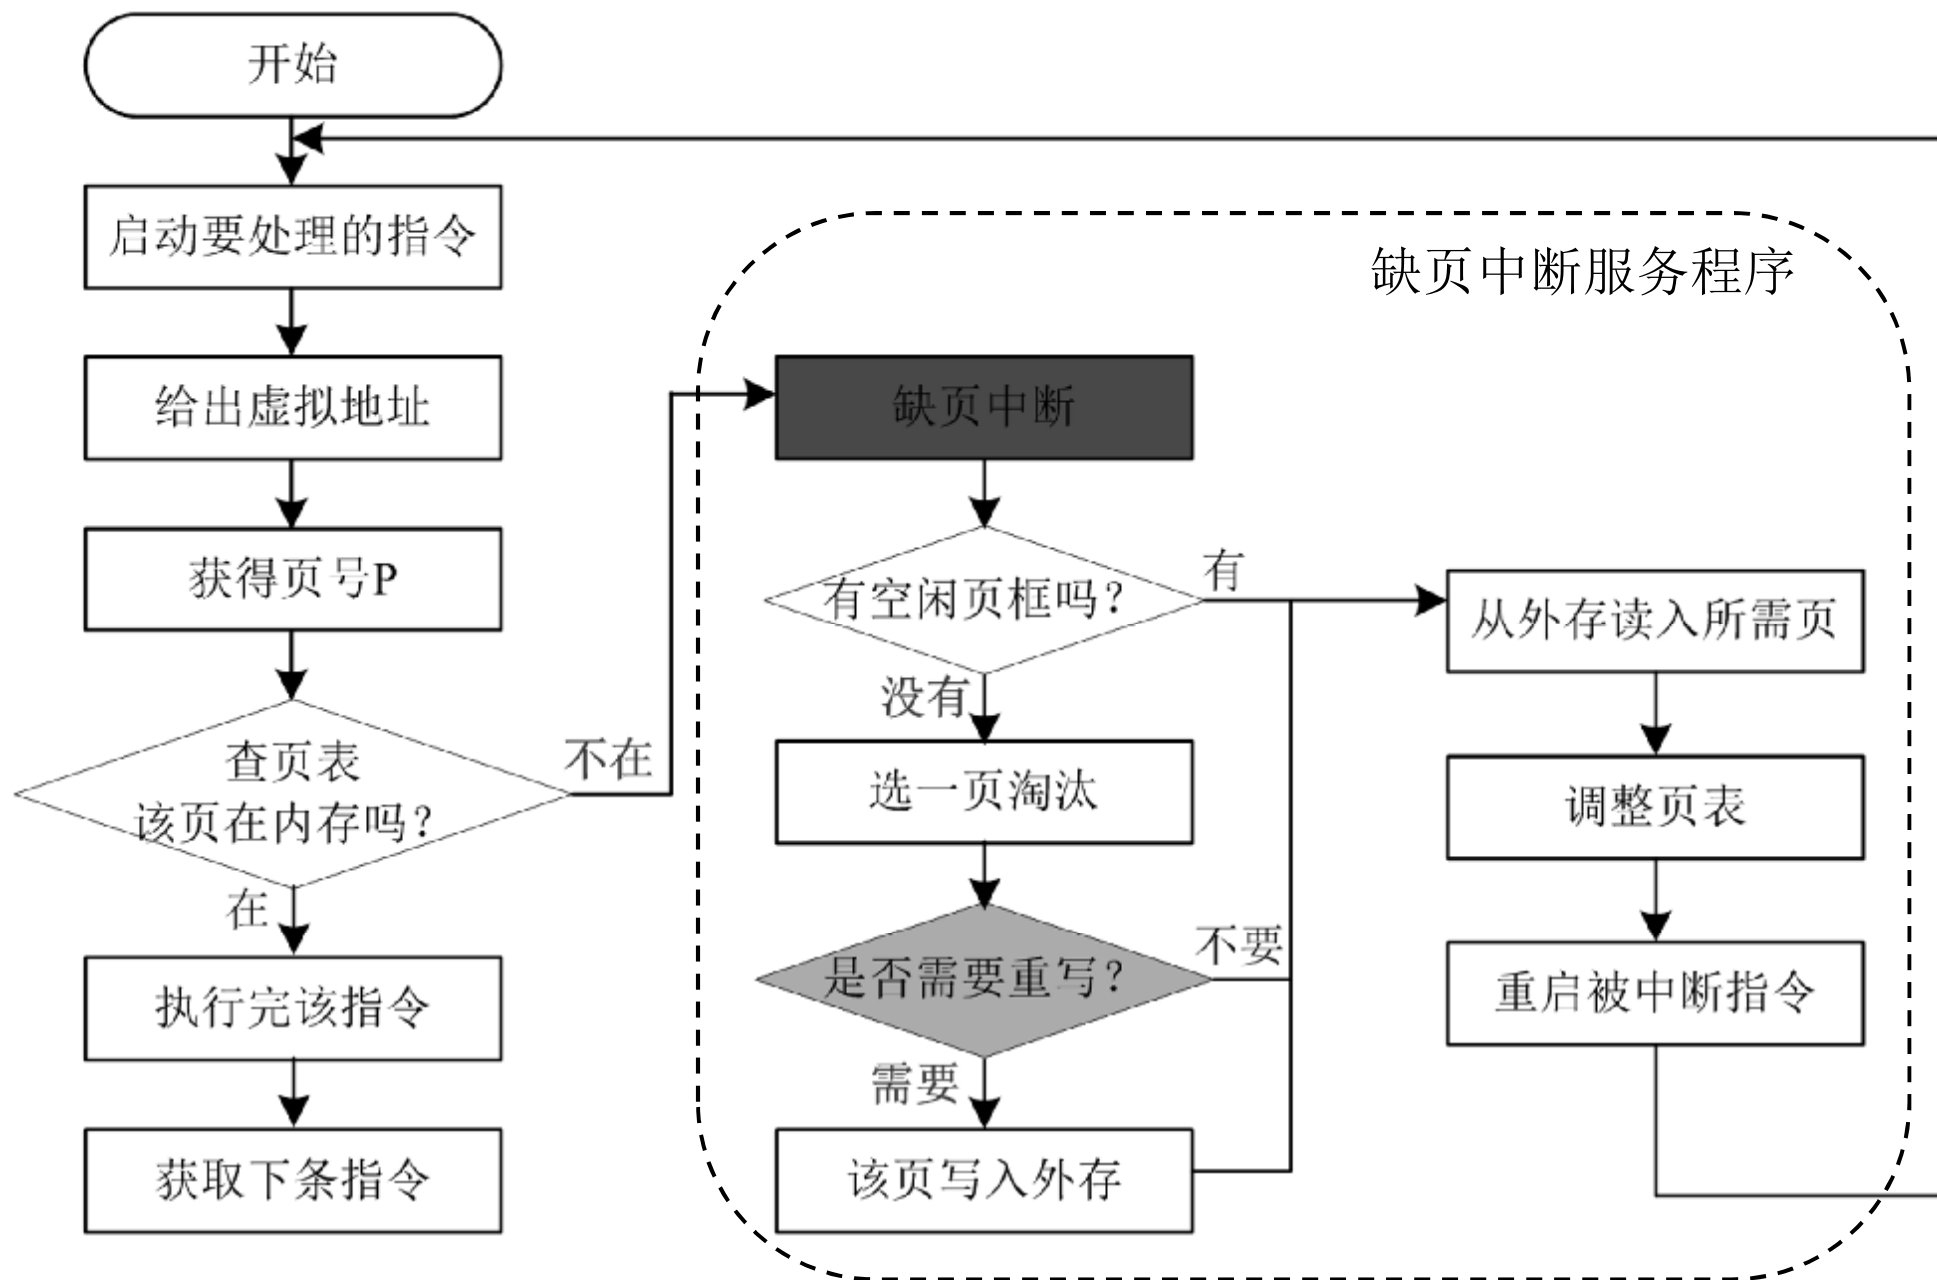 开始
启动要处理的指令
给出虚拟地址
获得页号P
查页表
该页在内存吗?
不在
在
执行完该指令
获取下条指令
缺页中断服务程序
缺页中断
有空闲页框吗?
有
没有
选一页淘汰
是否需要重写?
不要
需要
该页写入外存
从外存读入所需页
调整页表
重启被中断指令